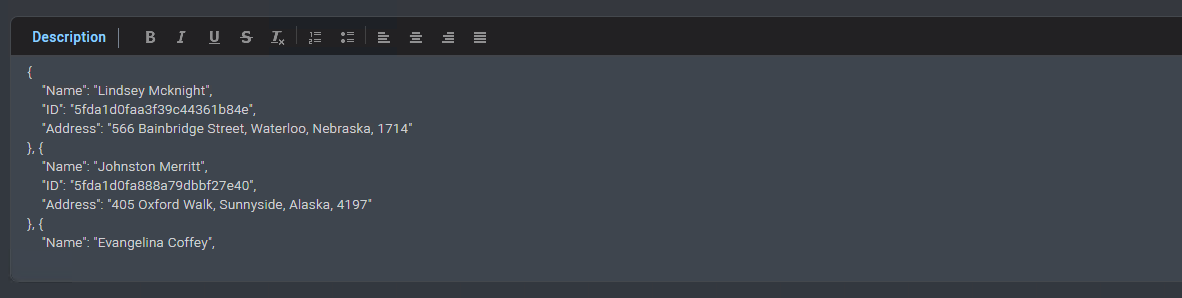 Description B I U S Tx
{
"Name": "Lindsey Mcknight",
"ID": "5fda1d0faa3f39c44361b84e",
"Address": "566 Bainbridge Street, Waterloo, Nebraska, 1714"
}, {
"Name": "Johnston Merritt",
"ID": "5fda1d0fa888a79dbbf27e40",
"Address": "405 Oxford Walk, Sunnyside, Alaska, 4197"
}, {
"Name": "Evangelina Coffey",